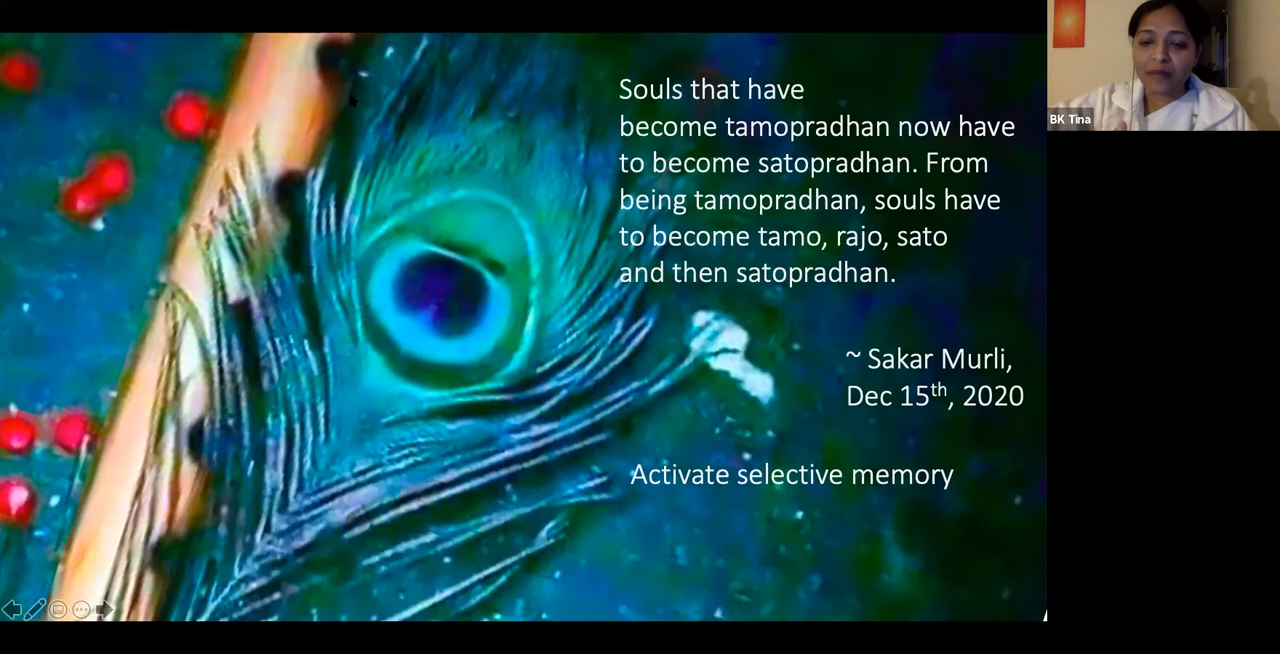 Souls that have
become tamopradhan now have
to become satopradhan. From
being tamopradhan, souls have
to become tamo, rajo, sato
and then satopradhan.
~ Sakar Murli,
Dec 15th, 2020
Activate selective memory
BK Tina